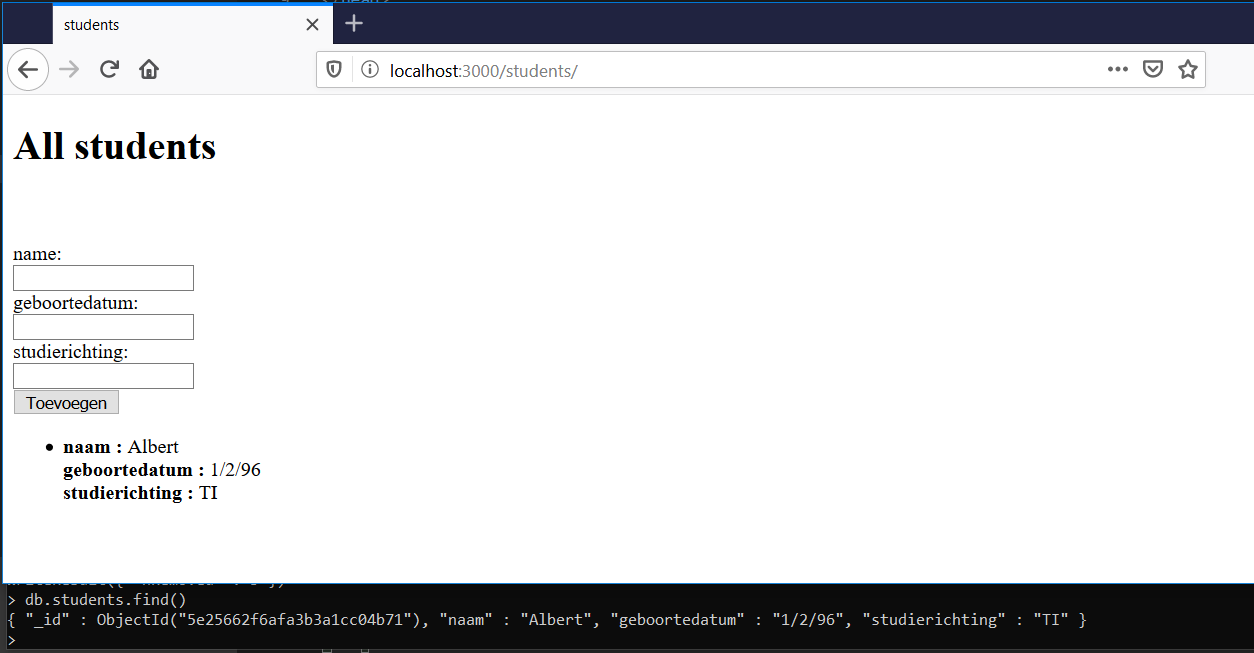 students
localhost:3000/students/
All students
name:
geboortedatum:
studierichting:
Toevoegen
naam : Albert
geboortedatum : 1/2/96
studierichting : TI
> db.students.find()
{ "_id" : ObjectId("5e25662f6afa3b3a1cc04b71"), "naam" : "Albert", "geboortedatum" : "1/2/96", "studierichting" : "TI" }
>